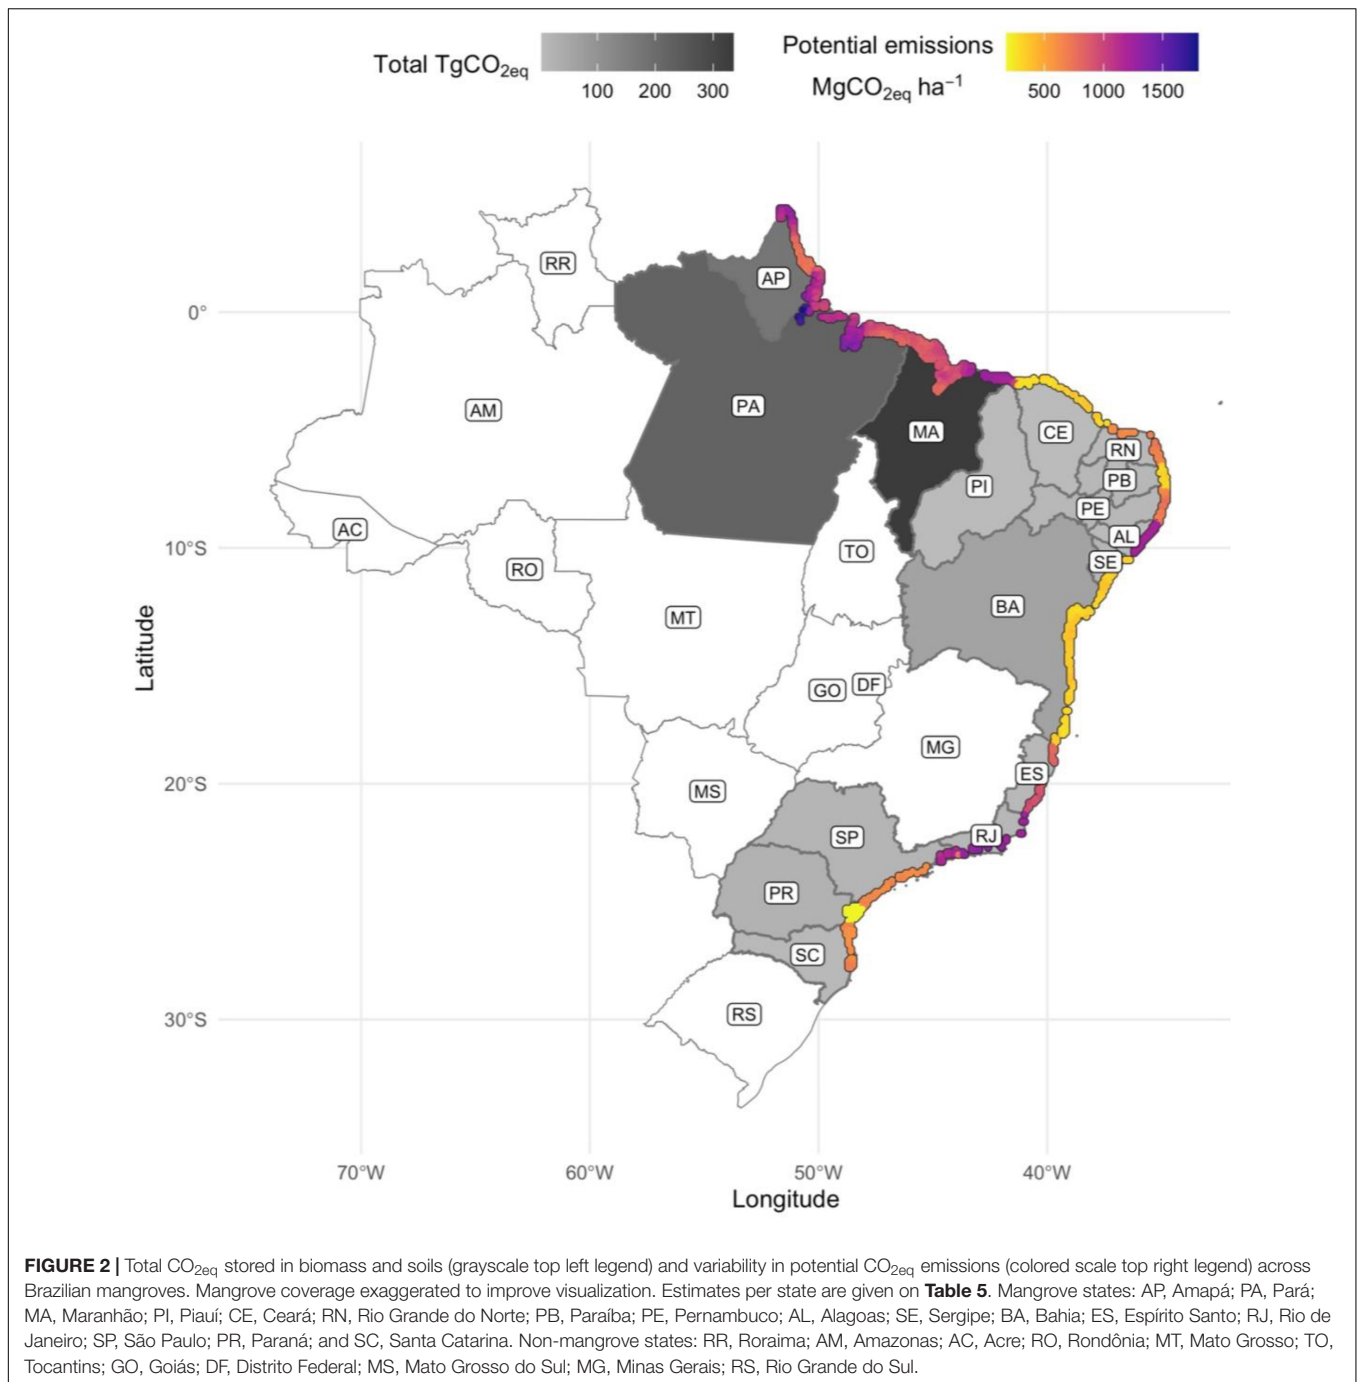 Total TgCO2eq
100 200 300
Potential emissions
MgCO2eq ha−1
500 1000 1500
RR
AP
0°
AM
PA
MA
CE
RN
PI
PB
PE
AC
AL
10°S
TO
SE
RO
BA
MT
Latitude
GO
DF
MG
ES
20°S
MS
SP
RJ
PR
SC
RS
30°S
70°W 60°W 50°W 40°W
Longitude
FIGURE 2 | Total CO2eq stored in biomass and soils (grayscale top left legend) and variability in potential CO2eq emissions (colored scale top right legend) across
Brazilian mangroves. Mangrove coverage exaggerated to improve visualization. Estimates per state are given on Table 5. Mangrove states: AP, Amapá; PA, Pará;
MA, Maranhão; PI, Piauí; CE, Ceará; RN, Rio Grande do Norte; PB, Paraíba; PE, Pernambuco; AL, Alagoas; SE, Sergipe; BA, Bahia; ES, Espírito Santo; RJ, Rio de
Janeiro; SP, São Paulo; PR, Paraná; and SC, Santa Catarina. Non-mangrove states: RR, Roraima; AM, Amazonas; AC, Acre; RO, Rondônia; MT, Mato Grosso; TO,
Tocantins; GO, Goiás; DF, Distrito Federal; MS, Mato Grosso do Sul; MG, Minas Gerais; RS, Rio Grande do Sul.